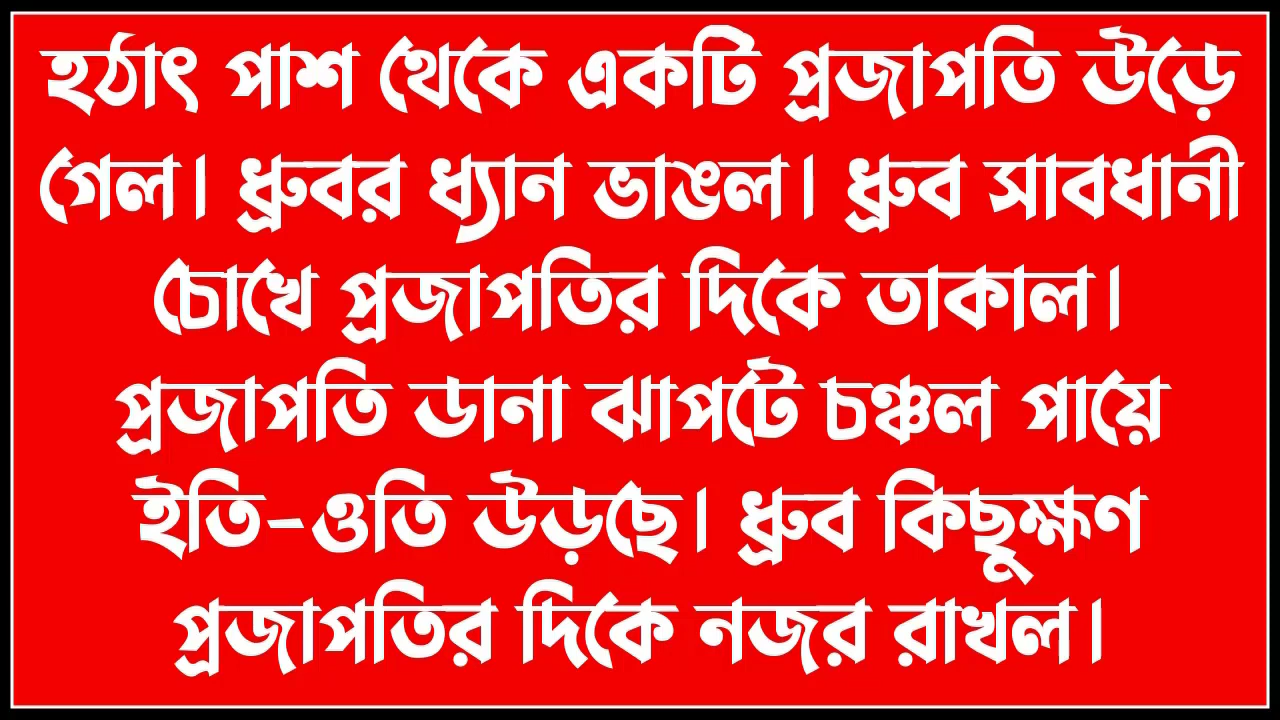 হঠাৎ পাশ থেকে একটি প্রজাপতি উড়ে
গেল। ধ্রুবর ধ্যান ভাঙল। ধ্রুব সাবধানী
চোখে প্রজাপতির দিকে তাকাল।
প্রজাপতি ডানা ঝাপটে চঞ্চল পায়ে
ইতি-ওতি উড়ছে। ধ্রুব কিছুক্ষণ
প্রজাপতির দিকে নজর রাখল।